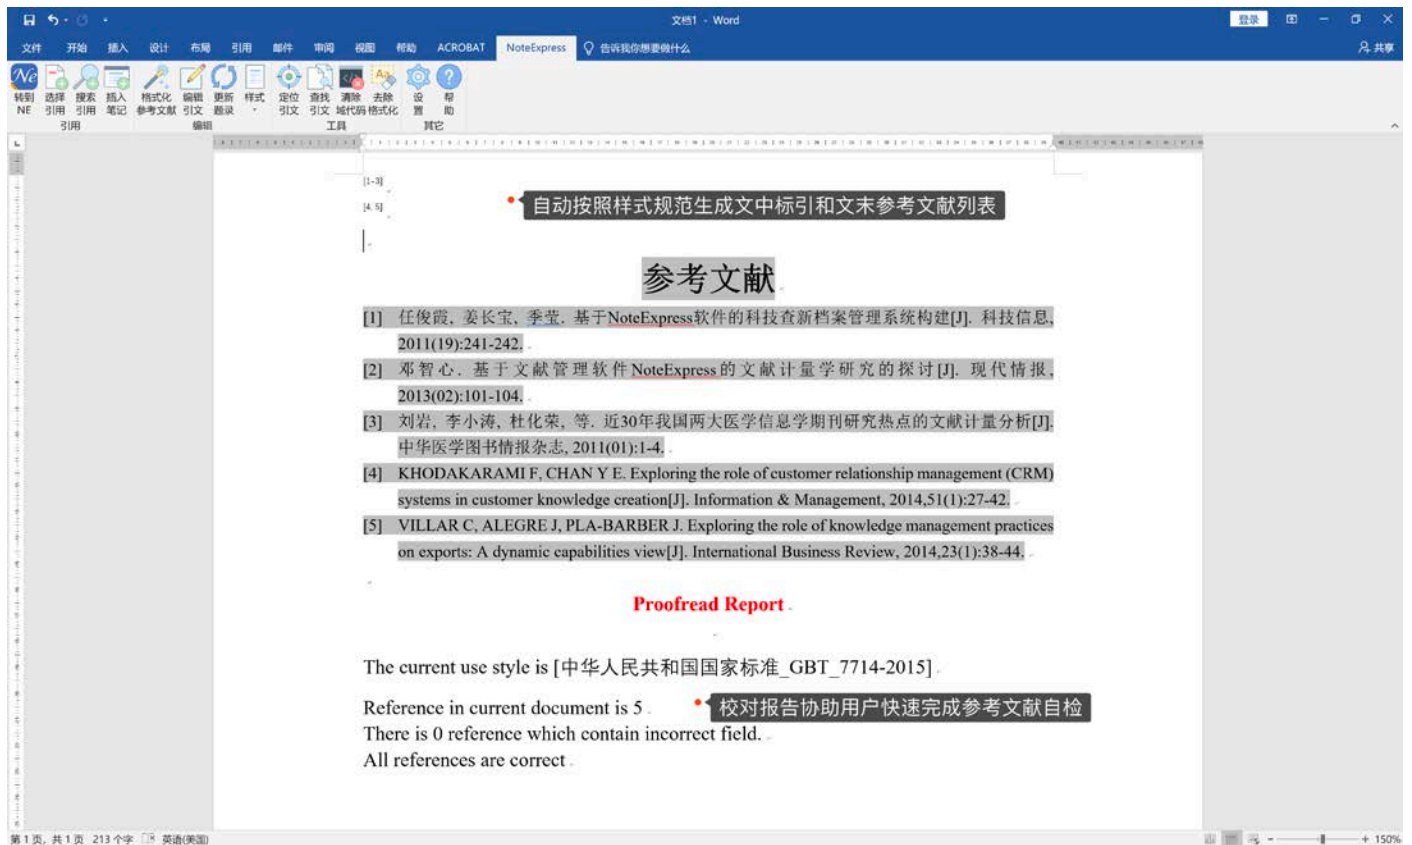 文档1 - Word
登录
文件 开始 插入 设计 布局 引用 邮件 审阅 视图 帮助 ACROBAT NoteExpress 告诉我你想要做什么
共享
转到 选择 搜索 插入 格式化 编辑 更新 样式 定位 查找 清除 去除 设 帮
NE 引用 引用 笔记 参考文献 引文 题录 引文 引文 域代码 格式化 置 助
引用 编辑 工具 其它
[1-3]
自动按照样式规范生成文中标引和文末参考文献列表
[4, 5]
参考文献
[1] 任俊霞, 姜长宝, 季莹. 基于NoteExpress软件的科技查新档案管理系统构建[J]. 科技信息,
2011(19):241-242.
[2] 邓智心. 基于文献管理软件NoteExpress的文献计量学研究的探讨[J]. 现代情报,
2013(02):101-104.
[3] 刘岩, 李小涛, 杜化荣, 等. 近30年我国两大医学信息学期刊研究热点的文献计量分析[J].
中华医学图书情报杂志, 2011(01):1-4.
[4] KHODAKARAMI F, CHAN Y E. Exploring the role of customer relationship management (CRM)
systems in customer knowledge creation[J]. Information & Management, 2014,51(1):27-42.
[5] VILLAR C, ALEGRE J, PLA-BARBER J. Exploring the role of knowledge management practices
on exports: A dynamic capabilities view[J]. International Business Review, 2014,23(1):38-44.
Proofread Report
The current use style is [中华人民共和国国家标准_GBT_7714-2015]
Reference in current document is 5
校对报告协助用户快速完成参考文献自检
There is 0 reference which contain incorrect field.
All references are correct
第1页, 共1页 213个字 英语(美国)
150%